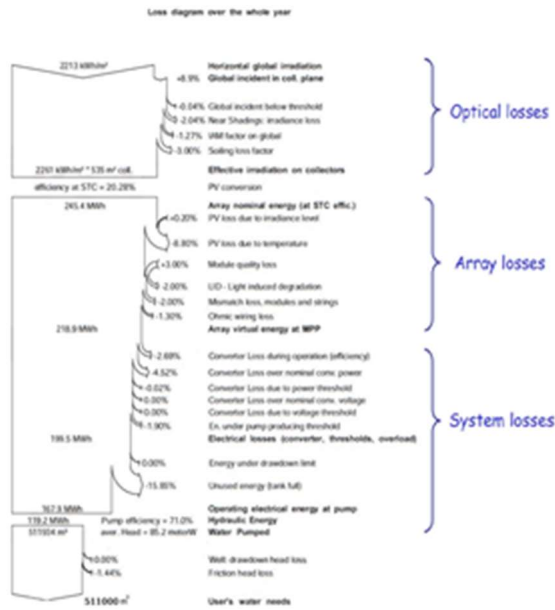 Loss diagram over the whole year
2213 kWh/m² Horizontal global irradiation
+8.9% Global incident in coll. plane
-0.04% Global incident below threshold
-2.04% Near Shadings: irradiance loss
-1.27% IAM factor on global
-3.00% Soiling loss factor
Optical losses
2261 kWh/m² * 535 m² coll. Effective irradiation on collectors
efficiency at STC = 20.28% PV conversion
245.4 MWh Array nominal energy (at STC effic.)
+0.20% PV loss due to irradiance level
-8.80% PV loss due to temperature
+3.00% Module quality loss
Array losses
-2.00% LID - Light induced degradation
-2.00% Mismatch loss, modules and strings
-1.30% Ohmic wiring loss
218.9 MWh Array virtual energy at MPP
-2.69% Converter Loss during operation (efficiency)
-4.52% Converter Loss over nominal conv. power
-0.02% Converter Loss due to power threshold
0.00% Converter Loss over nominal conv. voltage
0.00% Converter Loss due to voltage threshold
System losses
-1.90% En. under pump producing threshold
199.5 MWh Electrical losses (converter, thresholds, overload)
0.00% Energy under drawdown limit
-15.85% Unused energy (tank full)
167.9 MWh Operating electrical energy at pump
119.2 MWh Pump efficiency = 71.0% Hydraulic Energy
aver. Head = 85.2 meterW Water Pumped
0.00% Well: drawdown head loss
-1.44% Friction head loss
511000 m³ User's water needs